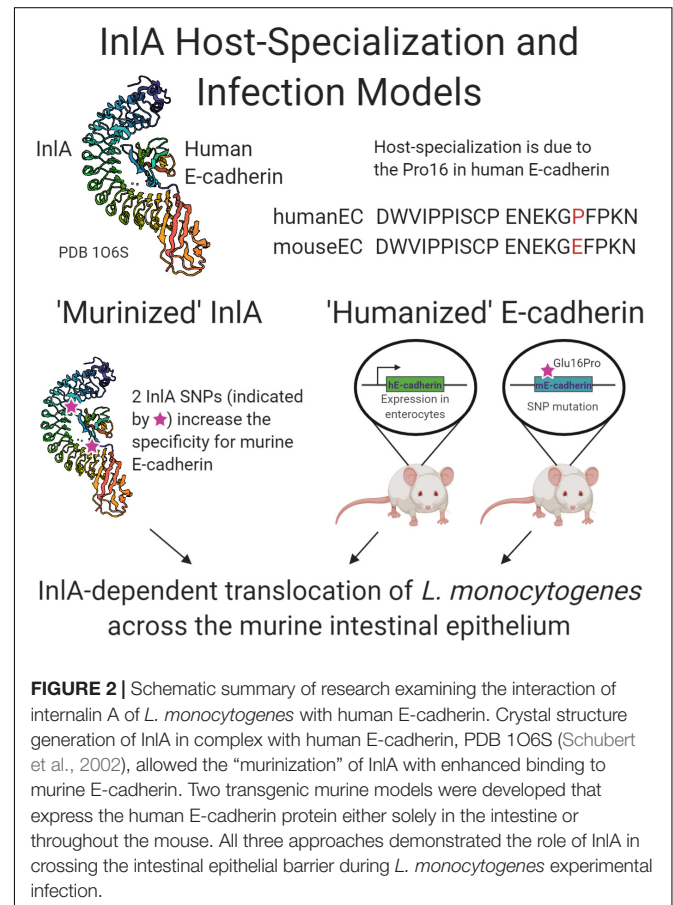 InlA Host-Specialization and
Infection Models
InlA
Human
E-cadherin
PDB 1O6S
Host-specialization is due to
the Pro16 in human E-cadherin
humanEC DWVIPPISCP ENEKGPFPKN
mouseEC DWVIPPISCP ENEKGEFPKN
'Murinized' InlA
'Humanized' E-cadherin
2 InlA SNPs (indicated
by ★) increase the
specificity for murine
E-cadherin
hE-cadherin
Expression in
enterocytes
Glu16Pro
mE-cadherin
SNP mutation
InlA-dependent translocation of L. monocytogenes
across the murine intestinal epithelium
FIGURE 2 | Schematic summary of research examining the interaction of
internalin A of L. monocytogenes with human E-cadherin. Crystal structure
generation of InlA in complex with human E-cadherin, PDB 1O6S (Schubert
et al., 2002), allowed the “murinization” of InlA with enhanced binding to
murine E-cadherin. Two transgenic murine models were developed that
express the human E-cadherin protein either solely in the intestine or
throughout the mouse. All three approaches demonstrated the role of InlA in
crossing the intestinal epithelial barrier during L. monocytogenes experimental
infection.